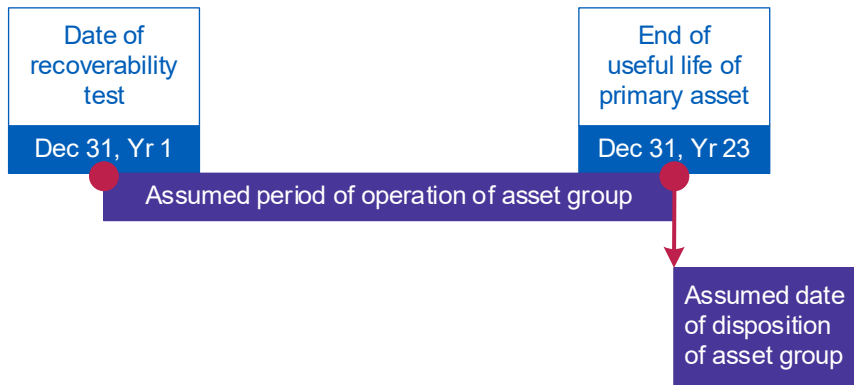 Date of
recoverability
test
Dec 31, Yr 1
End of
useful life of
primary asset
Dec 31, Yr 23
Assumed period of operation of asset group
Assumed date
of disposition
of asset group